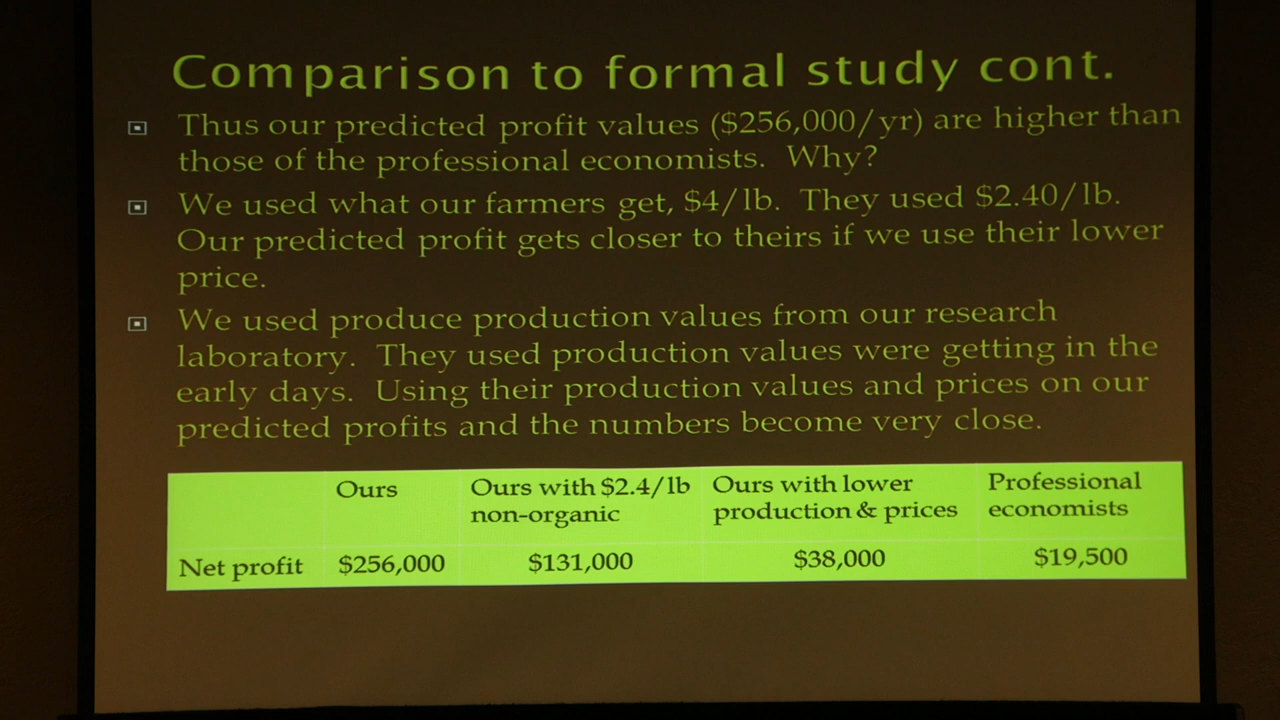 Comparison to formal study cont.
Thus our predicted profit values ($256,000/yr) are higher than
those of the professional economists. Why?
We used what our farmers get, $4/lb. They used $2.40/lb.
Our predicted profit gets closer to theirs if we use their lower
price.
We used produce production values from our research
laboratory. They used production values were getting in the
early days. Using their production values and prices on our
predicted profits and the numbers become very close.
Ours
Ours with $2.4/lb
non-organic
Ours with lower
production & prices
Professional
economists
Net profit $256,000 $131,000 $38,000 $19,500